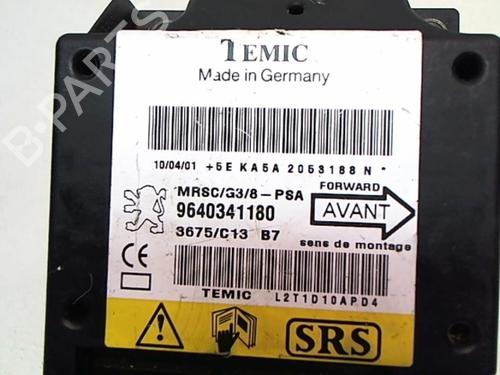 TEMIC
Made in Germany
10/04/01 +5E KA5A 2053188 N *
MRSC/G3/8-PSA
FORWARD
9640341180
AVANT
3675/C13 B7
sens de montage
CE
TEMIC L2T1D10APD4
SRS
B-PARTS